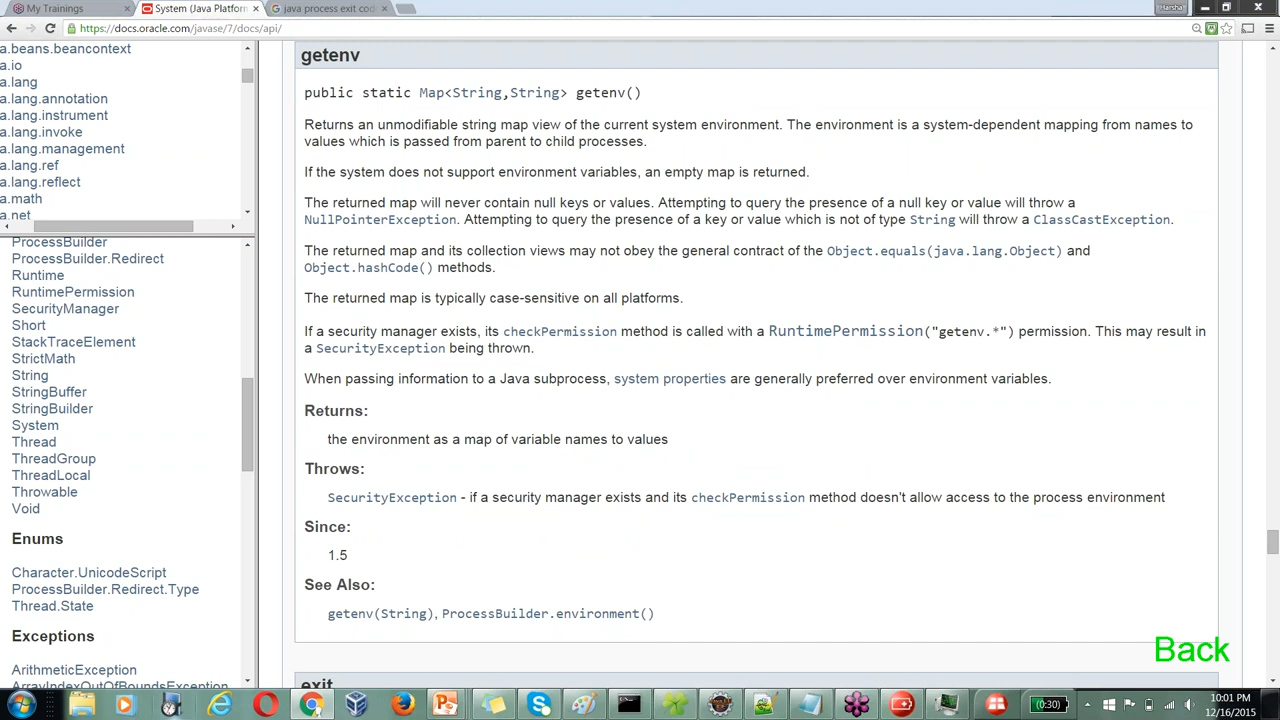 My Trainings
System (Java Platform
java process exit cod
Harsha
https://docs.oracle.com/javase/7/docs/api/
a.beans.beancontext
a.io
a.lang
a.lang.annotation
a.lang.instrument
a.lang.invoke
a.lang.management
a.lang.ref
a.lang.reflect
a.math
a.net
ProcessBuilder
ProcessBuilder.Redirect
Runtime
RuntimePermission
SecurityManager
Short
StackTraceElement
StrictMath
String
StringBuffer
StringBuilder
System
Thread
ThreadGroup
ThreadLocal
Throwable
Void
Enums
Character.UnicodeScript
ProcessBuilder.Redirect.Type
Thread.State
Exceptions
ArithmeticException
ArrayIndexOutOfBoundsException
getenv
public static Map<String,String> getenv()
Returns an unmodifiable string map view of the current system environment. The environment is a system-dependent mapping from names to
values which is passed from parent to child processes.
If the system does not support environment variables, an empty map is returned.
The returned map will never contain null keys or values. Attempting to query the presence of a null key or value will throw a
NullPointerException. Attempting to query the presence of a key or value which is not of type String will throw a ClassCastException.
The returned map and its collection views may not obey the general contract of the Object.equals(java.lang.Object) and
Object.hashCode() methods.
The returned map is typically case-sensitive on all platforms.
If a security manager exists, its checkPermission method is called with a RuntimePermission("getenv.*") permission. This may result in
a SecurityException being thrown.
When passing information to a Java subprocess, system properties are generally preferred over environment variables.
Returns:
the environment as a map of variable names to values
Throws:
SecurityException - if a security manager exists and its checkPermission method doesn't allow access to the process environment
Since:
1.5
See Also:
getenv(String), ProcessBuilder.environment()
Back
exit
(0:30)
10:01 PM
12/16/2015